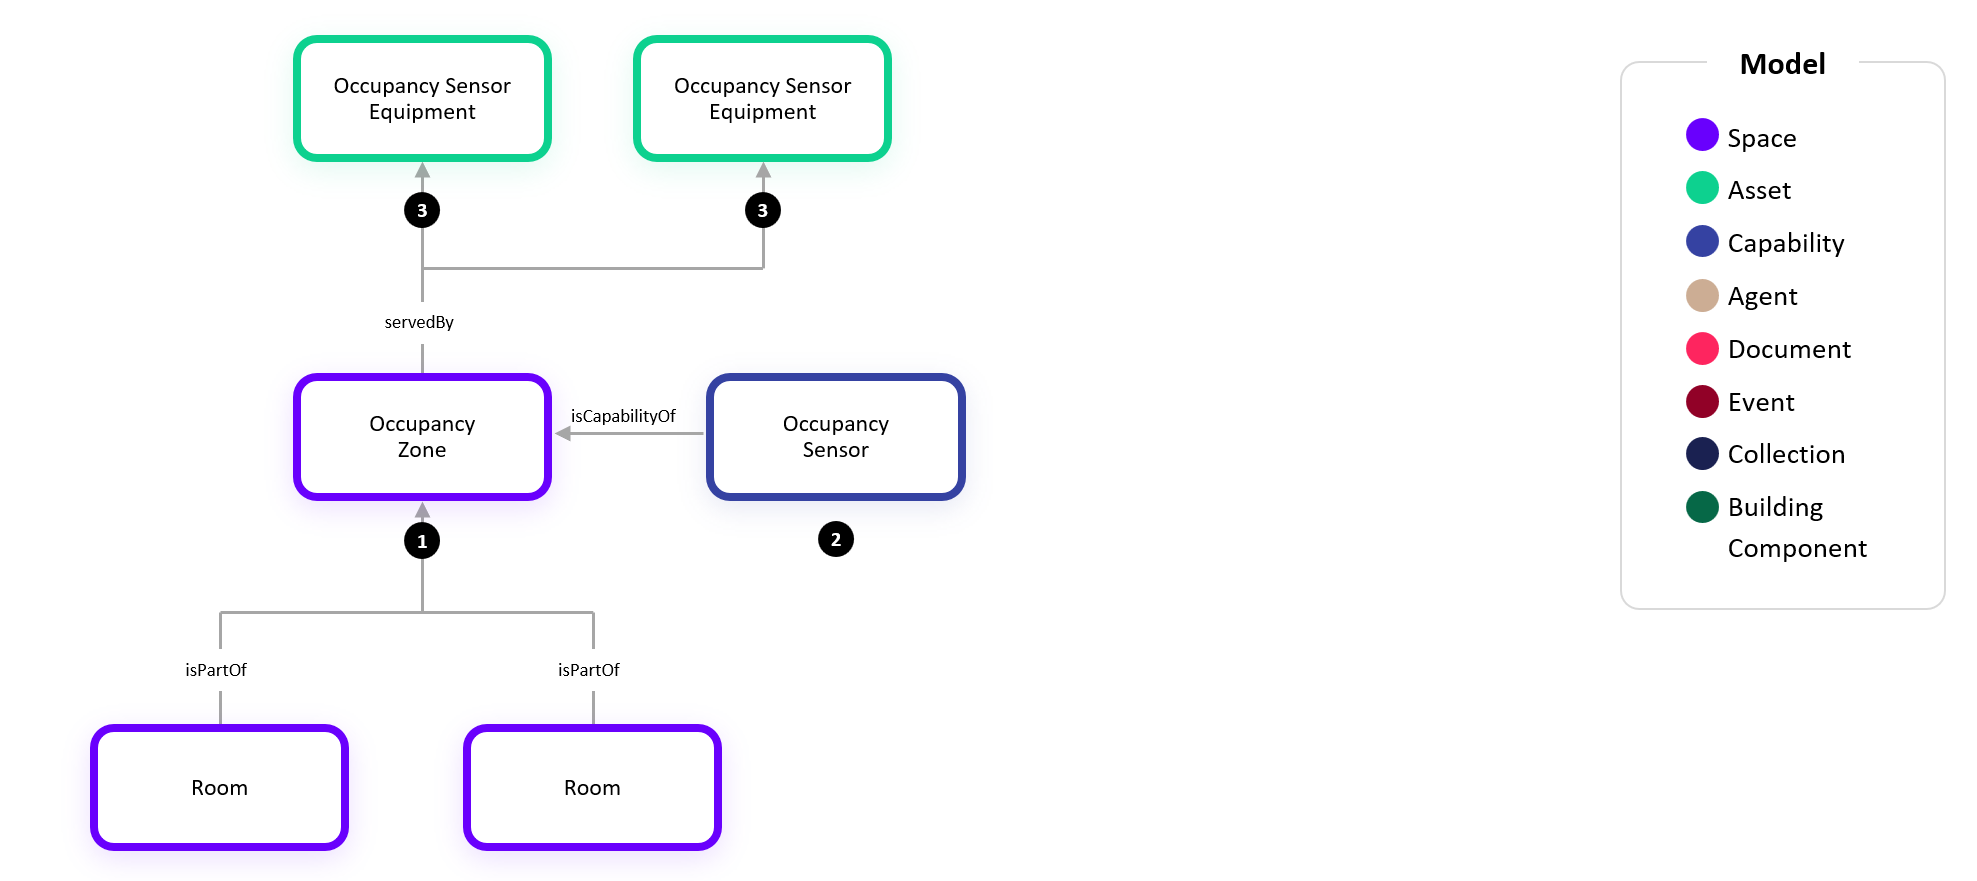 Occupancy Sensor
Equipment
Occupancy Sensor
Equipment
3
3
servedBy
Occupancy
Zone
isCapabilityOf
Occupancy
Sensor
1
2
isPartOf
isPartOf
Room
Room
Model
Space
Asset
Capability
Agent
Document
Event
Collection
Building
Component